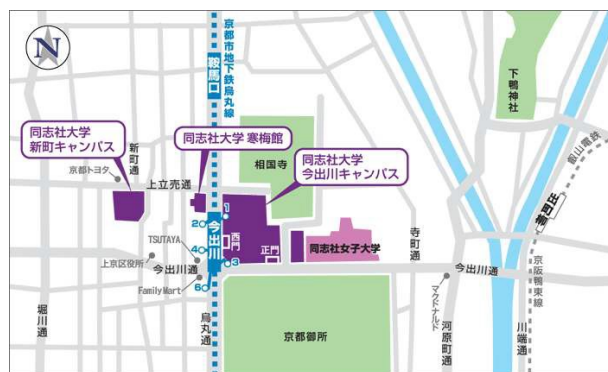 N
京都市地下鉄烏丸線
鞍馬口
下鴨神社
叡山電鉄
同志社大学
新町キャンパス
新町通
同志社大学 寒梅館
同志社大学
今出川キャンパス
相国寺
京都トヨタ
上立売通
出町柳
1
2
今出川
西門
正門
同志社女子大学
寺町通
TSUTAYA
4
3
上京区役所
今出川通
今出川通
京阪鴨東線
FamilyMart
6
マクドナルド
堀川通
烏丸通
京都御所
河原町通
川端通